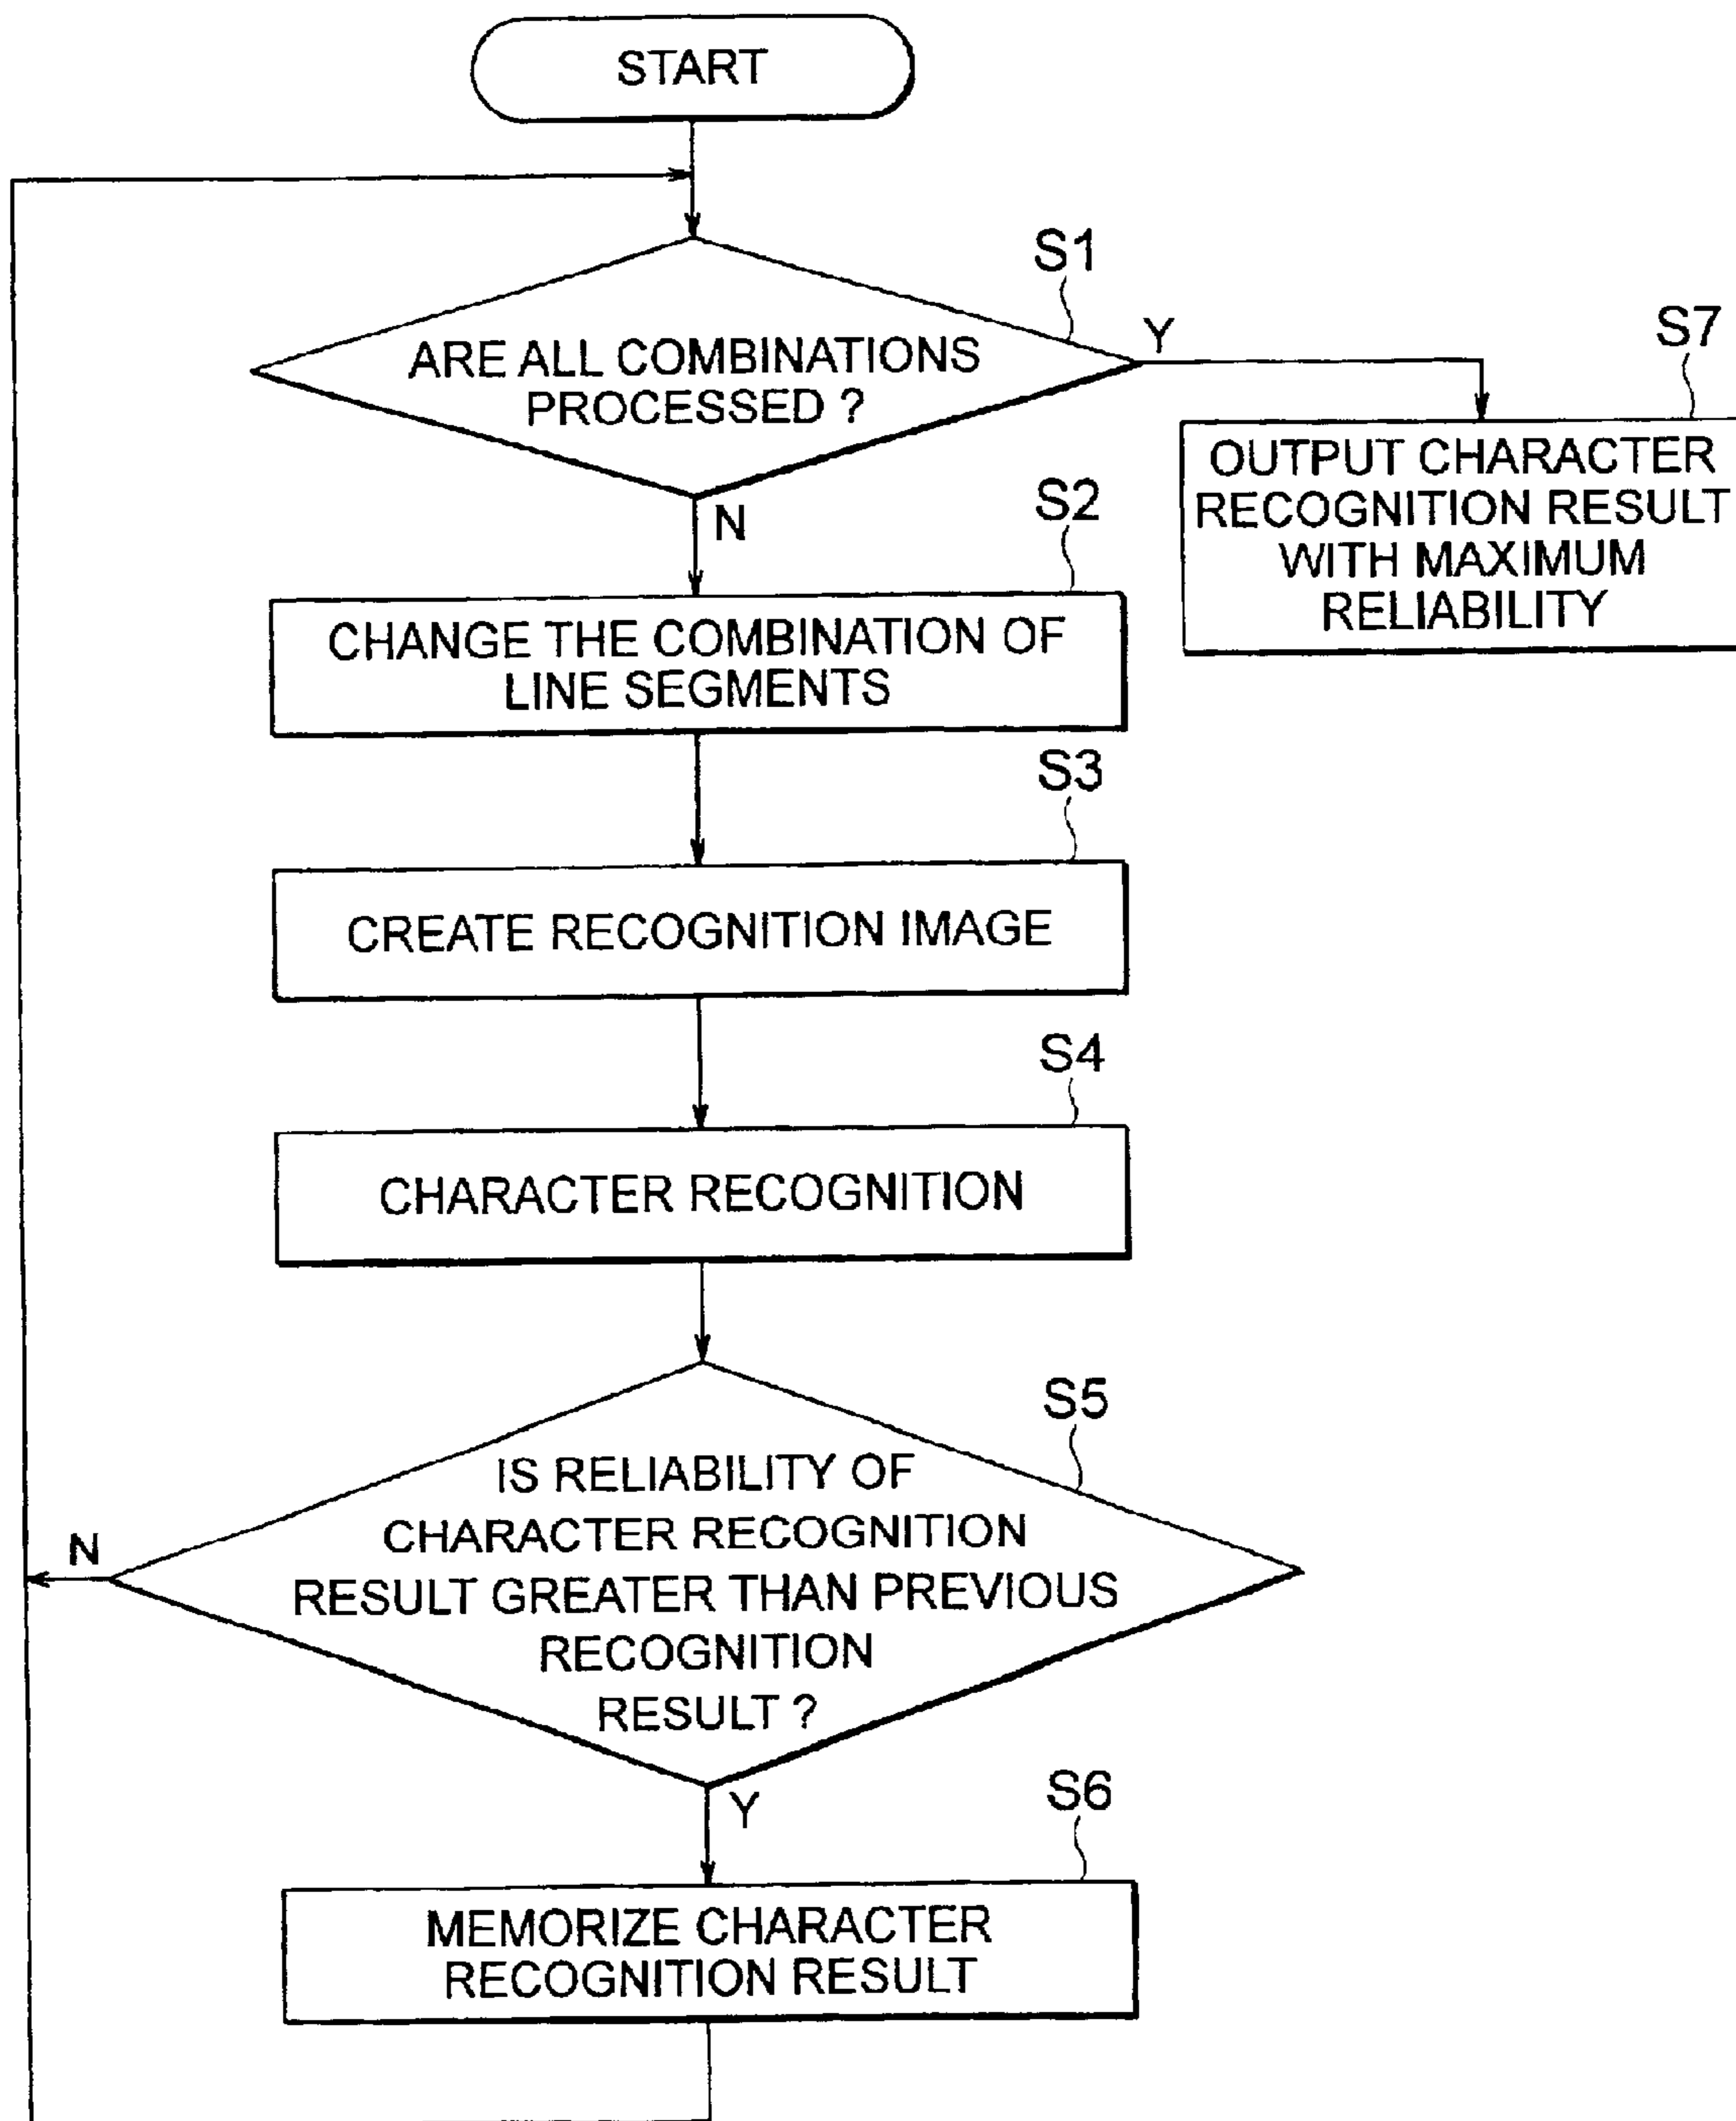 START
S1
ARE ALL COMBINATIONS
PROCESSED ?
Y
S7
OUTPUT CHARACTER
RECOGNITION RESULT
WITH MAXIMUM
RELIABILITY
N
S2
CHANGE THE COMBINATION OF
LINE SEGMENTS
S3
CREATE RECOGNITION IMAGE
S4
CHARACTER RECOGNITION
S5
IS RELIABILITY OF
CHARACTER RECOGNITION
RESULT GREATER THAN PREVIOUS
RECOGNITION
RESULT ?
N
Y
S6
MEMORIZE CHARACTER
RECOGNITION RESULT